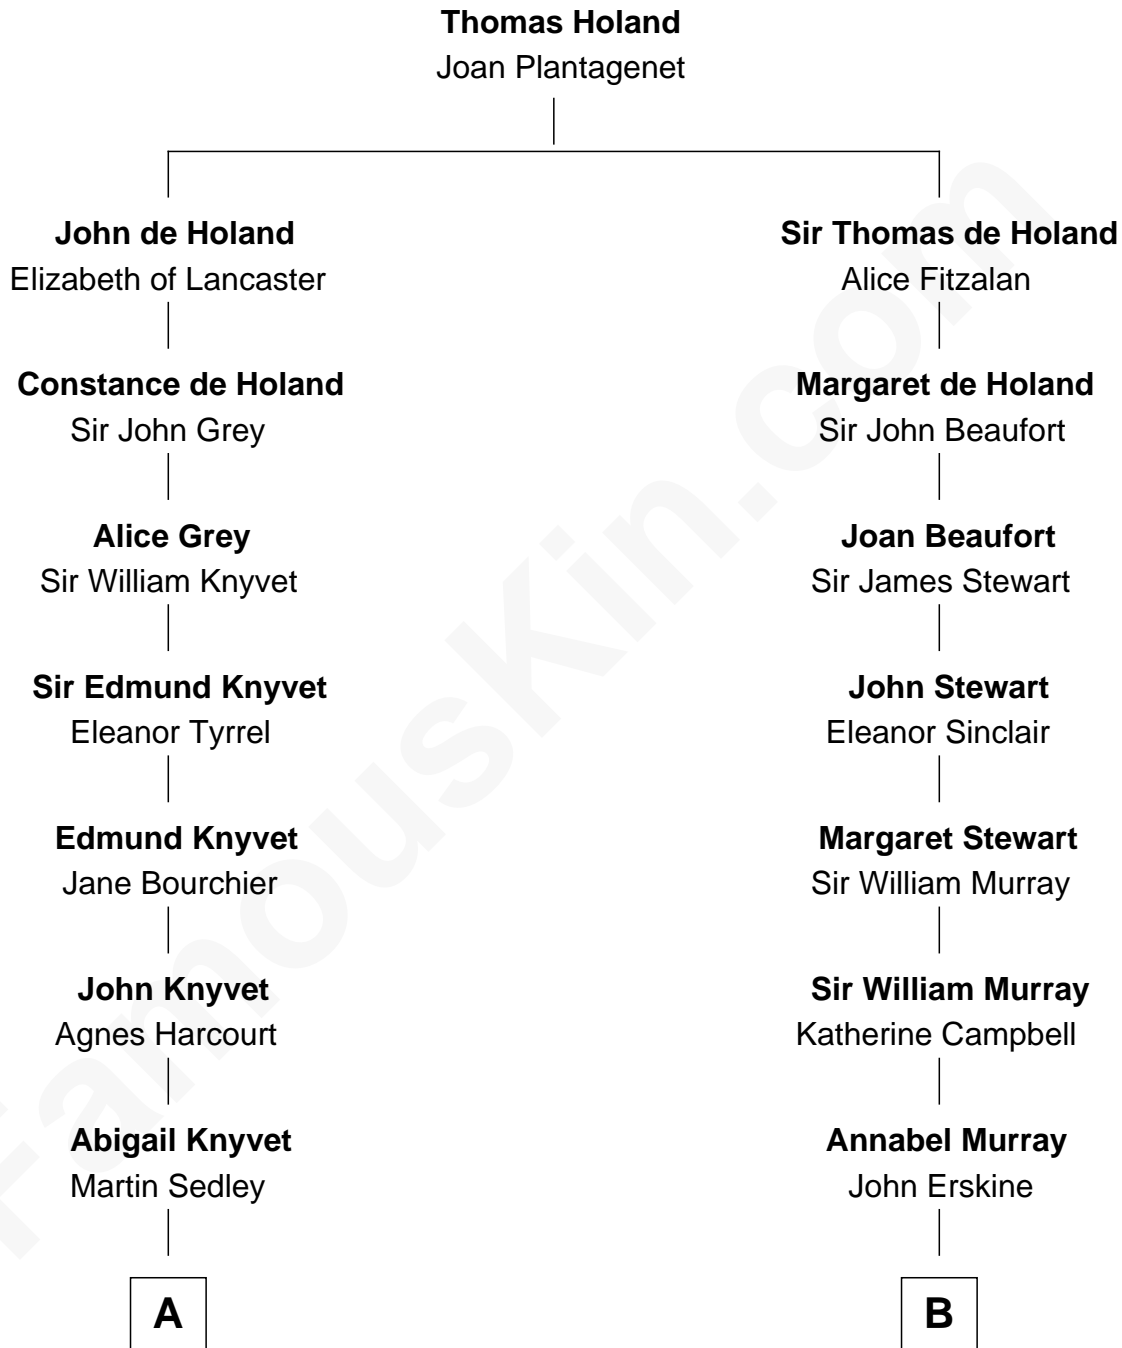 Thomas Holand
Joan Plantagenet
John de Holand
Elizabeth of Lancaster
Sir Thomas de Holand
Alice Fitzalan
Constance de Holand
Sir John Grey
Margaret de Holand
Sir John Beaufort
Alice Grey
Sir William Knyvet
Joan Beaufort
Sir James Stewart
Sir Edmund Knyvet
Eleanor Tyrrel
John Stewart
Eleanor Sinclair
Edmund Knyvet
Jane Bourchier
Margaret Stewart
Sir William Murray
John Knyvet
Agnes Harcourt
Sir William Murray
Katherine Campbell
Abigail Knyvet
Martin Sedley
Annabel Murray
John Erskine
A
B
FamousKin.com